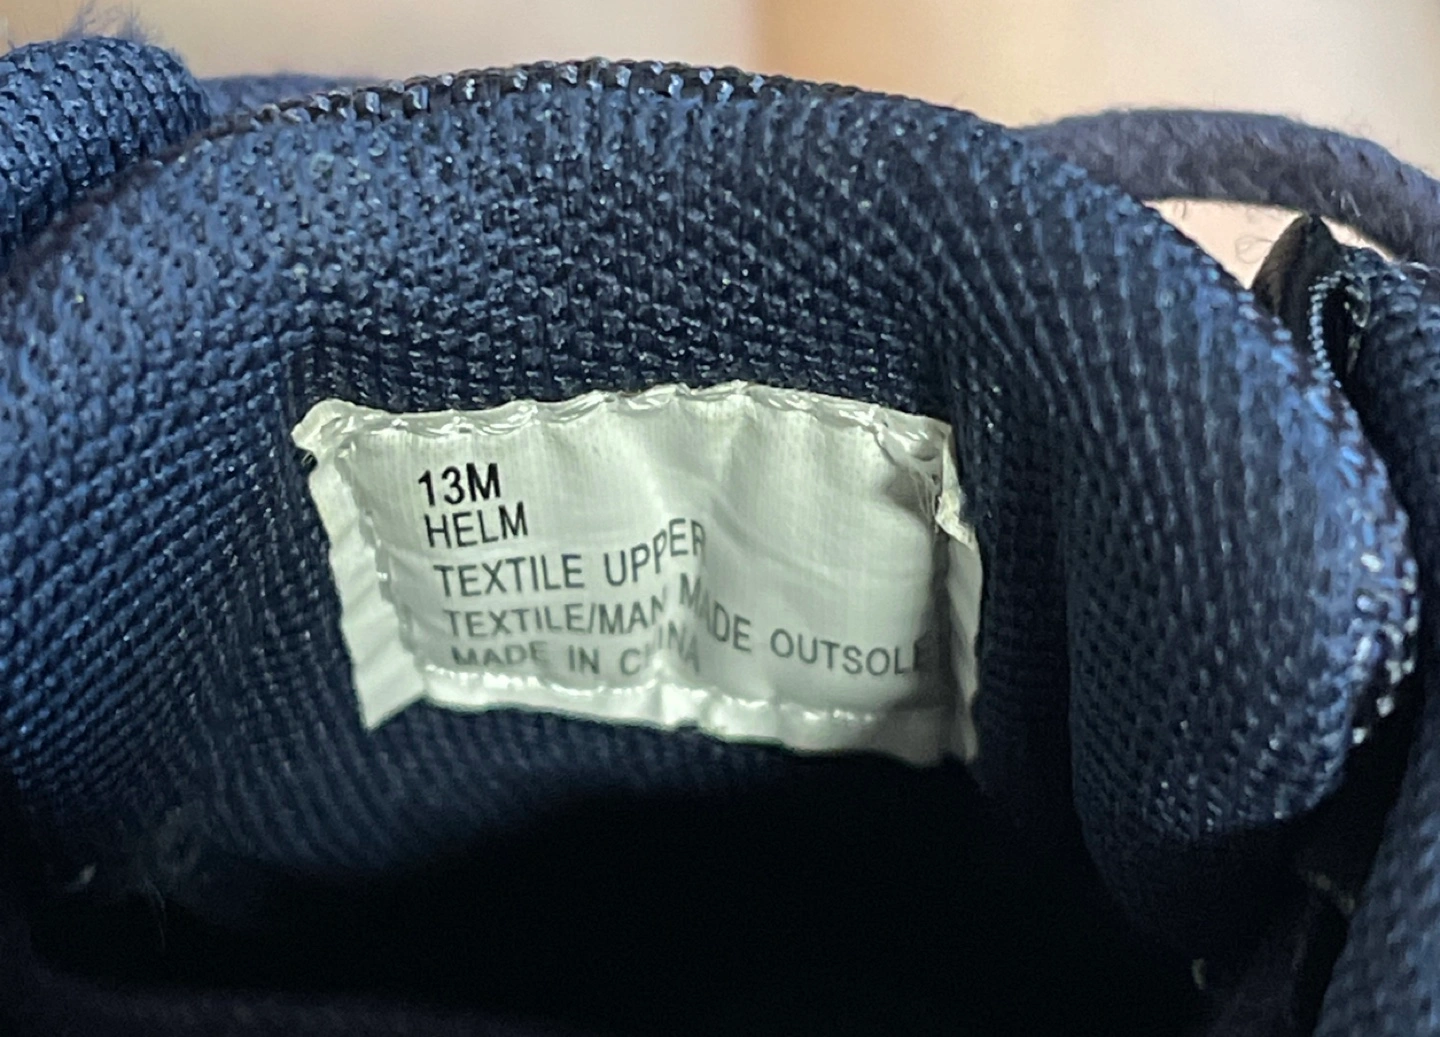 13M
HELM
TEXTILE UPPER
TEXTILE/MAN MADE OUTSOLE
MADE IN CHINA